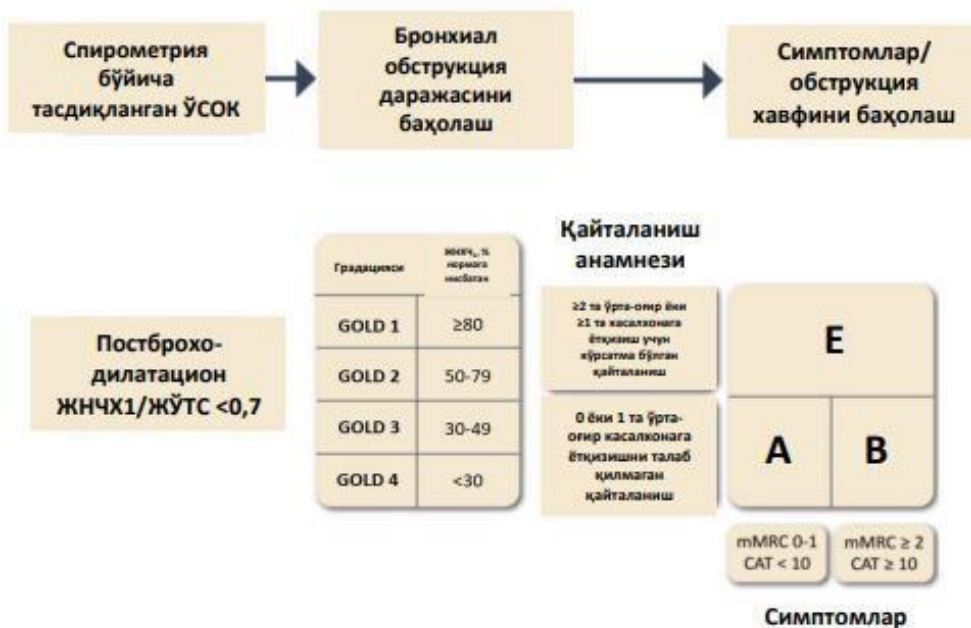 Спирометрия
бўйича
тасдиқланган ЎСОК
Бронхиал
обструкция
даражасини
баҳолаш
Симптомлар/
обструкция
хавфини баҳолаш
Постброхо-
дилатацион
ЖНЧХ1/ЖЎТС <0,7
Градацияси
ЖНХЧ₁, %
нормага
нисбатан
GOLD 1
≥80
GOLD 2
50-79
GOLD 3
30-49
GOLD 4
<30
Қайталаниш
анамнези
≥2 та ўрта-оғир ёки
≥1 та касалхонага
ётқизиш учун
кўрсатма бўлган
қайталаниш
0 ёки 1 та ўрта-
оғир касалхонага
ётқизишни талаб
қилмаган
қайталаниш
E
A
B
mMRC 0-1
CAT < 10
mMRC ≥ 2
CAT ≥ 10
Симптомлар